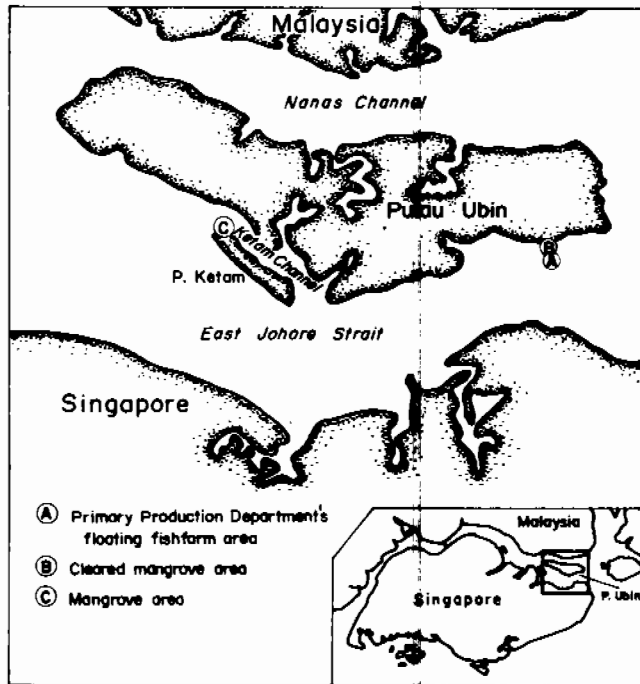 Malaysia
Nanas Channel
Pulau Ubin
C
Ketam Channel
B
A
P. Ketam
East Johore Strait
Singapore
A Primary Production Department's
floating fishfarm area
B Cleared mangrove area
C Mangrove area
Malaysia
Singapore
P. Ubin